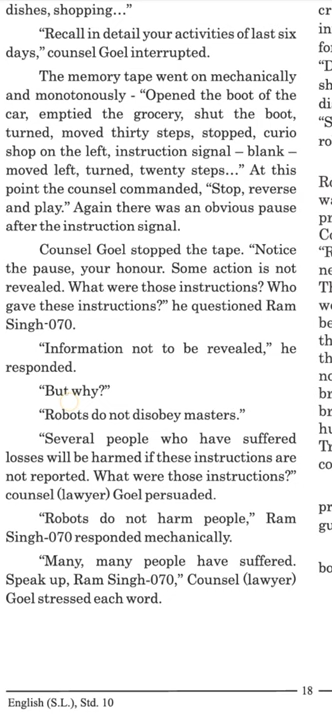 dishes, shopping..."
"Recall in detail your activities of last six
days," counsel Goel interrupted.
The memory tape went on mechanically
and monotonously - "Opened the boot of the
car, emptied the grocery, shut the boot,
turned, moved thirty steps, stopped, curio
shop on the left, instruction signal – blank –
moved left, turned, twenty steps..." At this
point the counsel commanded, "Stop, reverse
and play." Again there was an obvious pause
after the instruction signal.
Counsel Goel stopped the tape. "Notice
the pause, your honour. Some action is not
revealed. What were those instructions? Who
gave these instructions?" he questioned Ram
Singh-070.
"Information not to be revealed," he
responded.
"But why?"
"Robots do not disobey masters."
"Several people who have suffered
losses will be harmed if these instructions are
not reported. What were those instructions?"
counsel (lawyer) Goel persuaded.
"Robots do not harm people," Ram
Singh-070 responded mechanically.
"Many, many people have suffered.
Speak up, Ram Singh-070," Counsel (lawyer)
Goel stressed each word.
18
English (S.L.), Std. 10